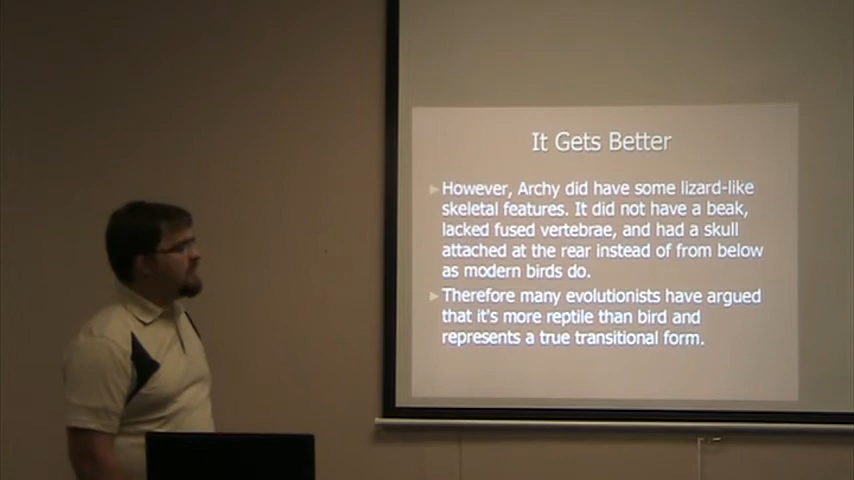 It Gets Better
However, Archy did have some lizard-like
skeletal features. It did not have a beak,
lacked fused vertebrae, and had a skull
attached at the rear instead of from below
as modern birds do.
Therefore many evolutionists have argued
that it's more reptile than bird and
represents a true transitional form.